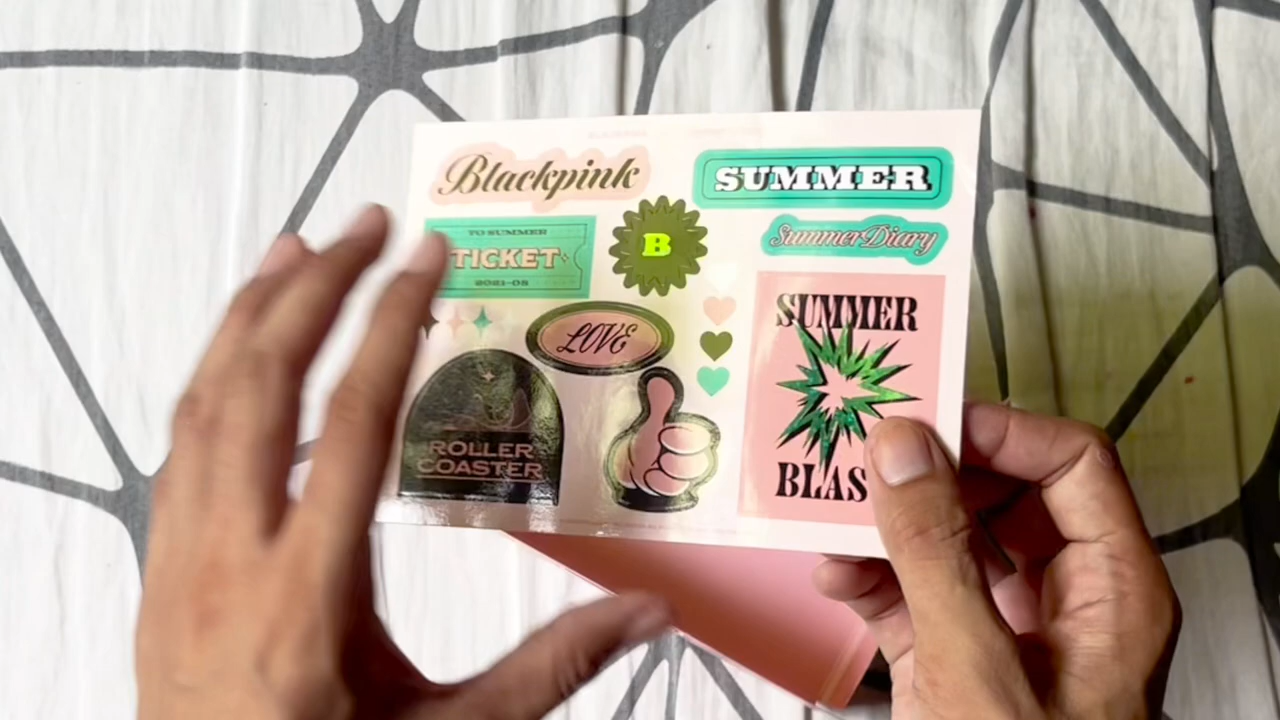 Blackpink
SUMMER
TO SUMMER
TICKET
2021-08
B
SummerDiary
LOVE
SUMMER
BLAS
ROLLER
COASTER